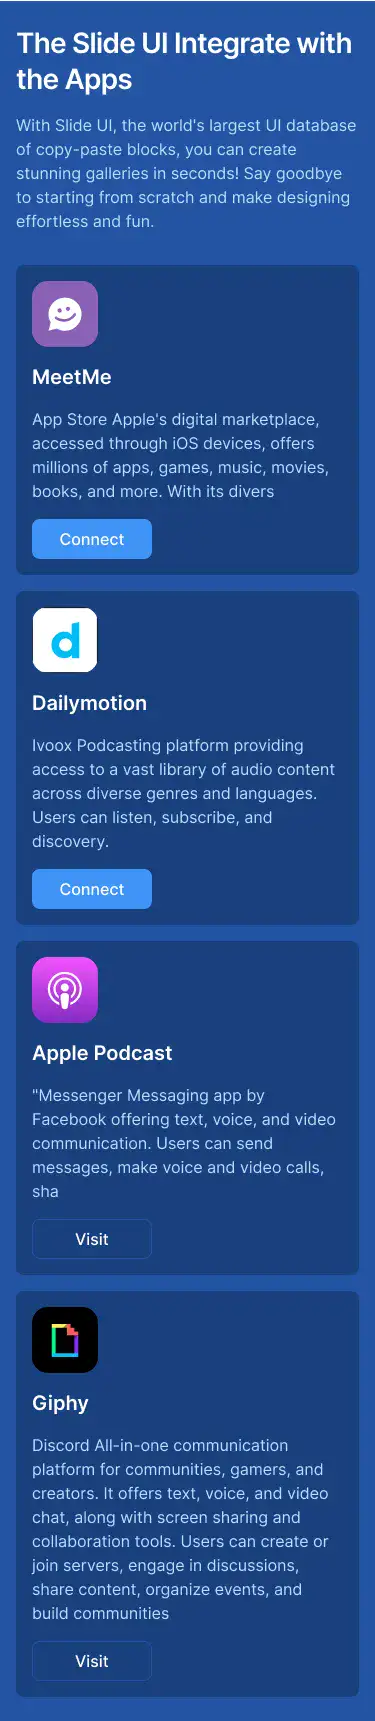 The Slide UI Integrate with
the Apps
With Slide UI, the world's largest UI database
of copy-paste blocks, you can create
stunning galleries in seconds! Say goodbye
to starting from scratch and make designing
effortless and fun.
MeetMe
App Store Apple's digital marketplace,
accessed through iOS devices, offers
millions of apps, games, music, movies,
books, and more. With its divers
Connect
d
Dailymotion
Ivoox Podcasting platform providing
access to a vast library of audio content
across diverse genres and languages.
Users can listen, subscribe, and
discovery.
Connect
Apple Podcast
"Messenger Messaging app by
Facebook offering text, voice, and video
communication. Users can send
messages, make voice and video calls,
sha
Visit
Giphy
Discord All-in-one communication
platform for communities, gamers, and
creators. It offers text, voice, and video
chat, along with screen sharing and
collaboration tools. Users can create or
join servers, engage in discussions,
share content, organize events, and
build communities
Visit